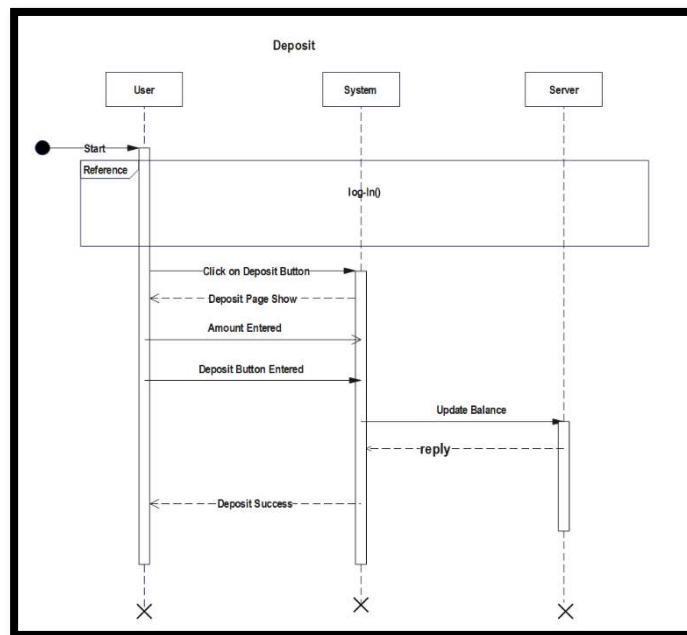 Deposit
User
System
Server
Start
Reference
log-In()
Click on Deposit Button
Deposit Page Show
Amount Entered
Deposit Button Entered
Update Balance
reply
Deposit Success